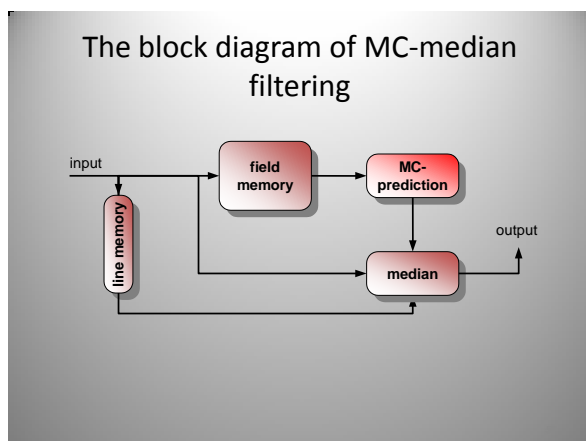 The block diagram of MC-median
filtering
input
field
memory
MC-
prediction
line memory
output
median